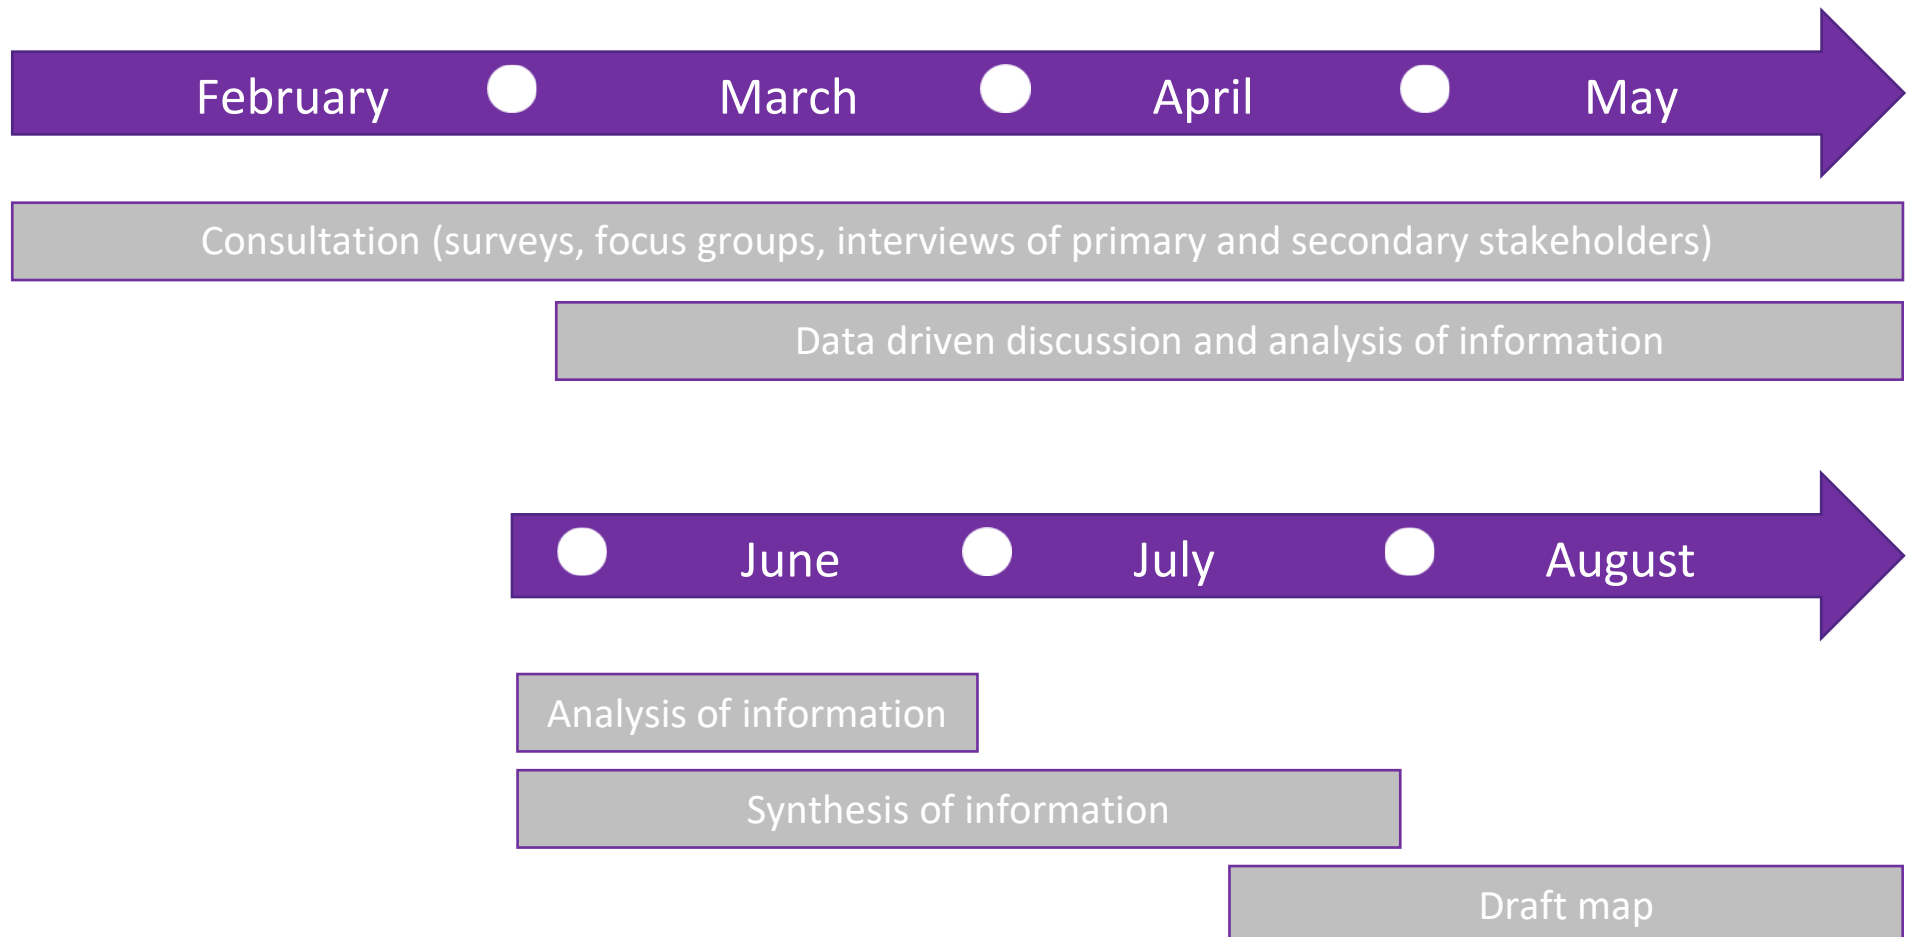 February March April May
Consultation (surveys, focus groups, interviews of primary and secondary stakeholders)
Data driven discussion and analysis of information
June July August
Analysis of information
Synthesis of information
Draft map